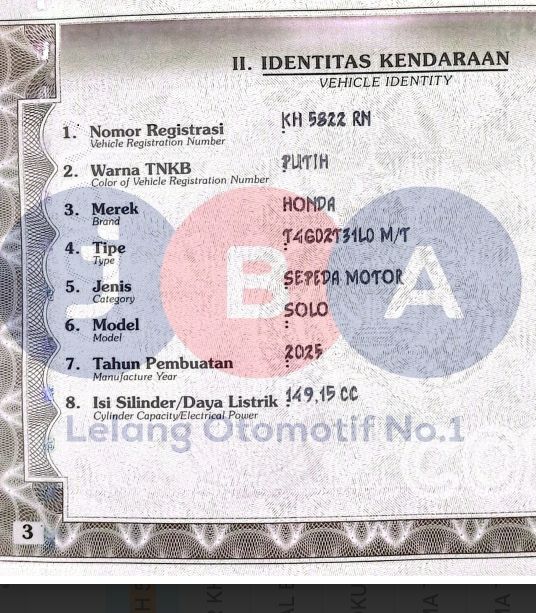 II. IDENTITAS KENDARAAN
VEHICLE IDENTITY
1. Nomor Registrasi : KH 5822 RN
Vehicle Registration Number
2. Warna TNKB : PUTIH
Color of Vehicle Registration Number
3. Merek : HONDA
Brand
4. Tipe : T4G02T31L0 M/T
Type
5. Jenis : SEPEDA MOTOR
Category
6. Model : SOLO
Model
7. Tahun Pembuatan : 2025
Manufacture Year
8. Isi Silinder/Daya Listrik : 149,15 CC
Cylinder Capacity/Electrical Power
J B A
Lelang Otomotif No.1
3